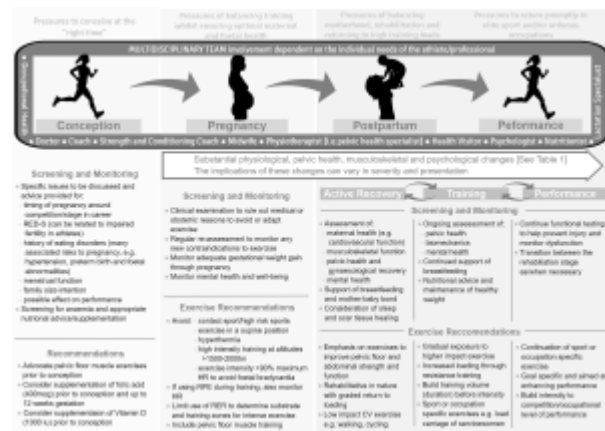 Pressures to conceive at the
"right time"
Pressures of balancing training
whilst ensuring optimal maternal
and foetal health
Pressures of balancing
motherhood, rehabilitation and
returning to high training loads
Pressures to return promptly to
elite sport and/or arduous
occupations
MULTIDISCIPLINARY TEAM involvement dependent on the individual needs of the athlete/professional
Conception
Pregnancy
Postpartum
Peformance
• Doctor • Coach • Strength and Conditioning Coach • Midwife • Physiotherapist (i.e. pelvic health specialist) • Health Visitor • Psychologist • Nutritionist •
Lactation Specialist
Substantial physiological, pelvic health, musculoskeletal and psychological changes [See Table 1]
The implications of these changes can vary in severity and presentation
Screening and Monitoring
- Specific issues to be discussed and
advice provided for:
- timing of pregnancy around
competition/stage in career
- RED-S (can be related to impaired
fertility in athletes)
- history of eating disorders (many
associated risks to pregnancy, e.g.
hypertension, preterm birth and foetal
abnormalities)
- menstrual function
- family size intention
- possible effect on performance
- Screening for anaemia and appropriate
nutritional advice/supplementation
Recommendations
- Advocate pelvic floor muscle exercises
prior to conception
- Consider supplementation of folic acid
(400mcg) prior to conception and up to
12 weeks gestation
- Consider supplementation of Vitamin D
(1000 iu) prior to conception
Screening and Monitoring
- Clinical examination to rule out medical or
obstetric reasons to avoid or adapt
exercise
- Regular re-assessment to monitor any
new contraindications to exercise
- Monitor adequate gestational weight gain
through pregnancy
- Monitor mental health and well-being
Exercise Recommendations
- Avoid: contact sport/high risk sports
- exercise in a supine position
- hyperthermia
- high intensity training at altitudes
>1500-2000m
- exercise intensity >90% maximum
HR to avoid foetal bradycardia
- If using RPE during training, also monitor
HR
- Limit use of RER to determine substrate
and training zones for intense exercise
- Include pelvic floor muscle training
Active Recovery
Training
Performance
Screening and Monitoring
- Assessment of:
- maternal health (e.g.
cardiovascular function)
- musculoskeletal function
- pelvic health and
gynaecological recovery
- mental health
- Support of breastfeeding
and mother-baby bond
- Consideration of sleep
and scar tissue healing
- Ongoing assessment of:
- pelvic health
- biomechanics
- mental health
- Continued support of
breastfeeding
- Nutritional advice and
maintenance of healthy
weight
- Continue functional testing
to help prevent injury and
monitor dysfunction
- Transition between the
rehabilitation stage
as/when necessary
Exercise Reccomendations
- Emphasis on exercises to
improve pelvic floor and
abdominal strength and
function
- Rehabilitative in nature
with graded return to
loading
- Low impact CV exercise
e.g. walking, cycling
- Gradual exposure to
higher impact exercise
- Increased loading through
resistance training
- Build training volume
(duration) before intensity
- Sport or occupation
specific exercises e.g. load
carriage of servicewomen
- Continuation of sport or
occupation-specific
exercise
- Goal specific and aimed at
enhancing performance
- Build intensity to
competition/occupational
level of performance